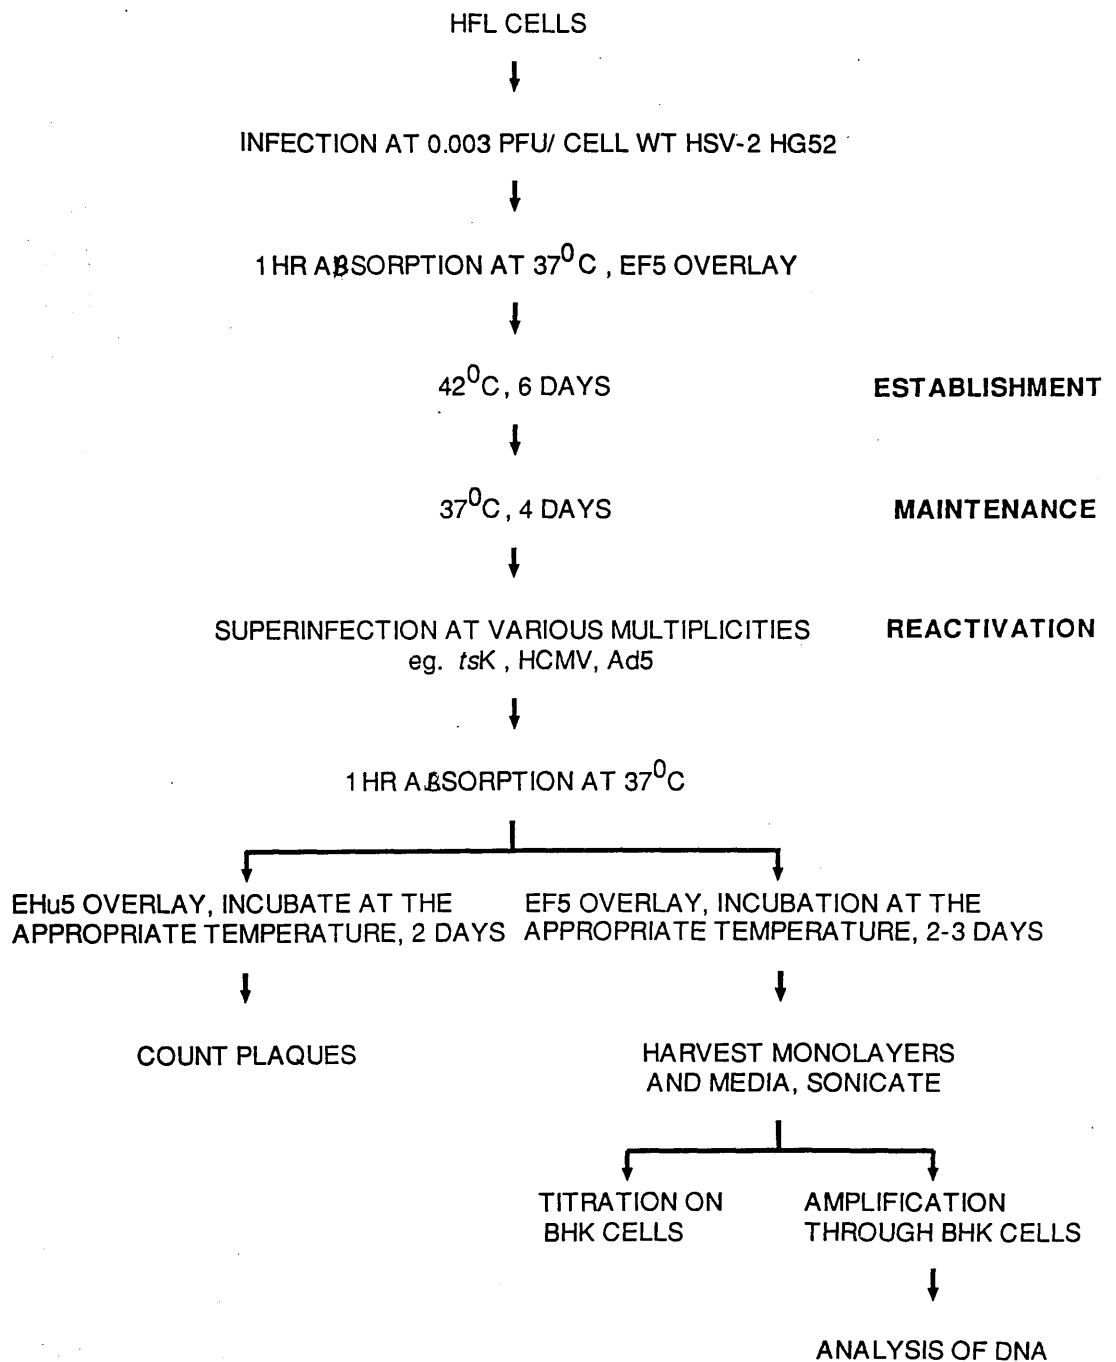 HFL CELLS
INFECTION AT 0.003 PFU/ CELL WT HSV-2 HG52
1 HR ABSORPTION AT 37⁰C , EF5 OVERLAY
42⁰C, 6 DAYS
ESTABLISHMENT
37⁰C, 4 DAYS
MAINTENANCE
SUPERINFECTION AT VARIOUS MULTIPLICITIES
REACTIVATION
eg. tsK , HCMV, Ad5
1 HR ABSORPTION AT 37⁰C
EHu5 OVERLAY, INCUBATE AT THE
APPROPRIATE TEMPERATURE, 2 DAYS
EF5 OVERLAY, INCUBATION AT THE
APPROPRIATE TEMPERATURE, 2-3 DAYS
COUNT PLAQUES
HARVEST MONOLAYERS
AND MEDIA, SONICATE
TITRATION ON
BHK CELLS
AMPLIFICATION
THROUGH BHK CELLS
ANALYSIS OF DNA